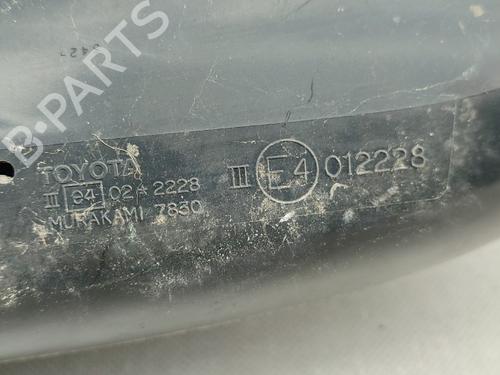 B-PARTS
TOYOTA
III e4 02*2228 III E4 012228
MURAKAMI 7830